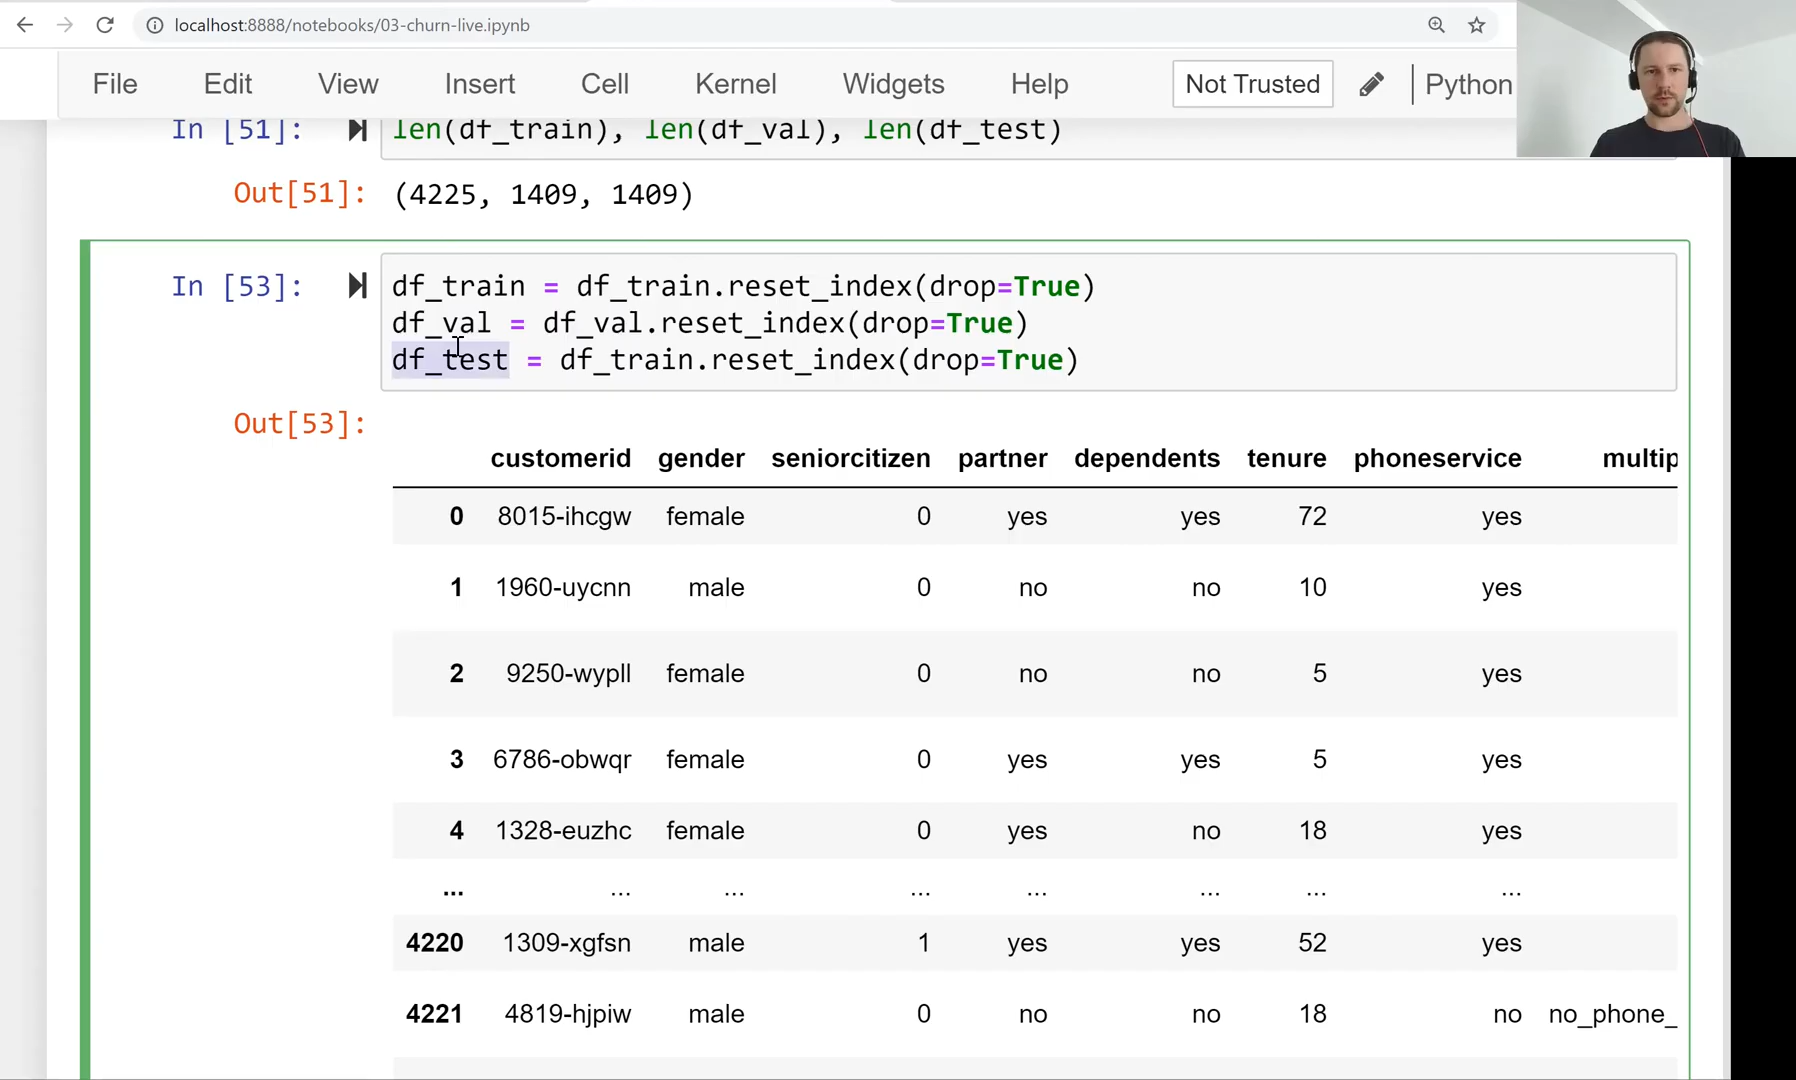 localhost:8888/notebooks/03-churn-live.ipynb
File Edit View Insert Cell Kernel Widgets Help Not Trusted Python
In [51]: len(df_train), len(df_val), len(df_test)
Out[51]: (4225, 1409, 1409)
In [53]: df_train = df_train.reset_index(drop=True)
df_val = df_val.reset_index(drop=True)
df_test = df_train.reset_index(drop=True)
Out[53]:
customerid gender seniorcitizen partner dependents tenure phoneservice multip
0 8015-ihcgw female 0 yes yes 72 yes
1 1960-uycnn male 0 no no 10 yes
2 9250-wypll female 0 no no 5 yes
3 6786-obwqr female 0 yes yes 5 yes
4 1328-euzhc female 0 yes no 18 yes
... ... ... ... ... ... ... ...
4220 1309-xgfsn male 1 yes yes 52 yes
4221 4819-hjpiw male 0 no no 18 no no_phone_